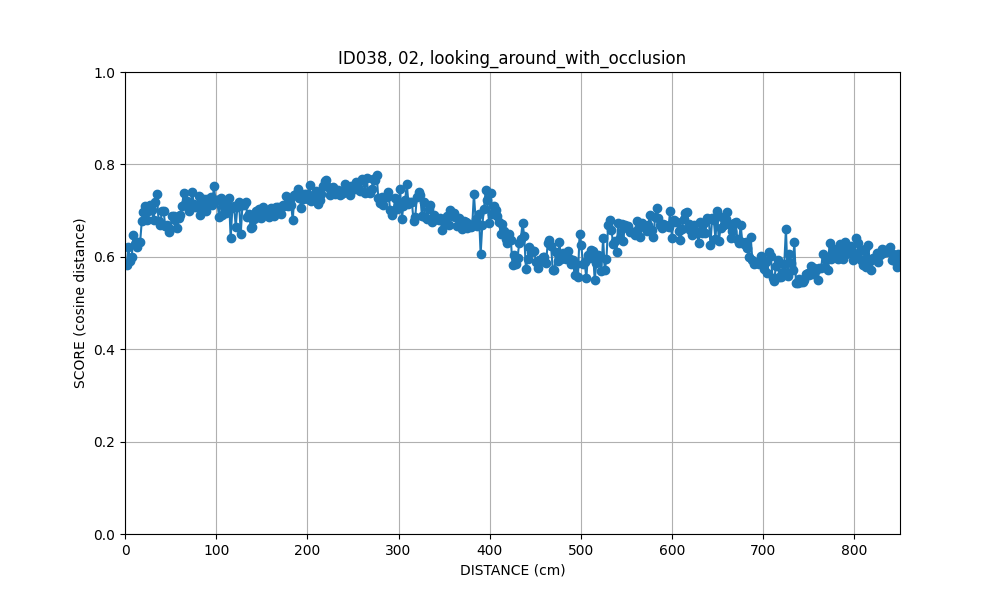 ID038, 02, looking_around_with_occlusion
1.0
0.8
0.6
0.4
0.2
0.0
SCORE (cosine distance)
0 100 200 300 400 500 600 700 800
DISTANCE (cm)